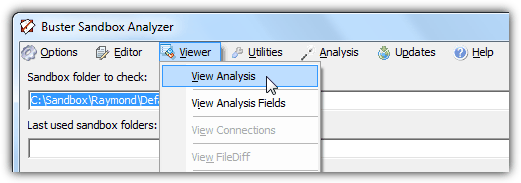 Buster Sandbox Analyzer
Options Editor Viewer Utilities Analysis Updates Help
Sandbox folder to check:
View Analysis
C:\Sandbox\Raymond\Defa
View Analysis Fields
Last used sandbox folders:
View Connections
View FileDiff